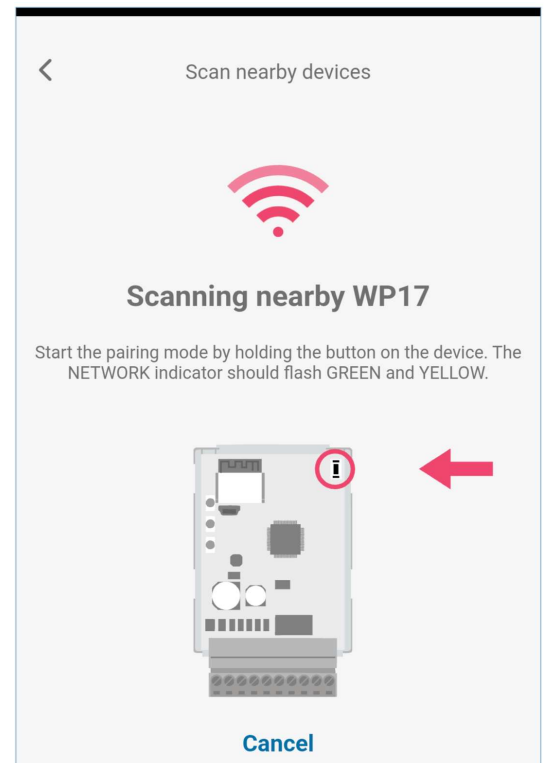 Scan nearby devices
Scanning nearby WP17
Start the pairing mode by holding the button on the device. The
NETWORK indicator should flash GREEN and YELLOW.
Cancel